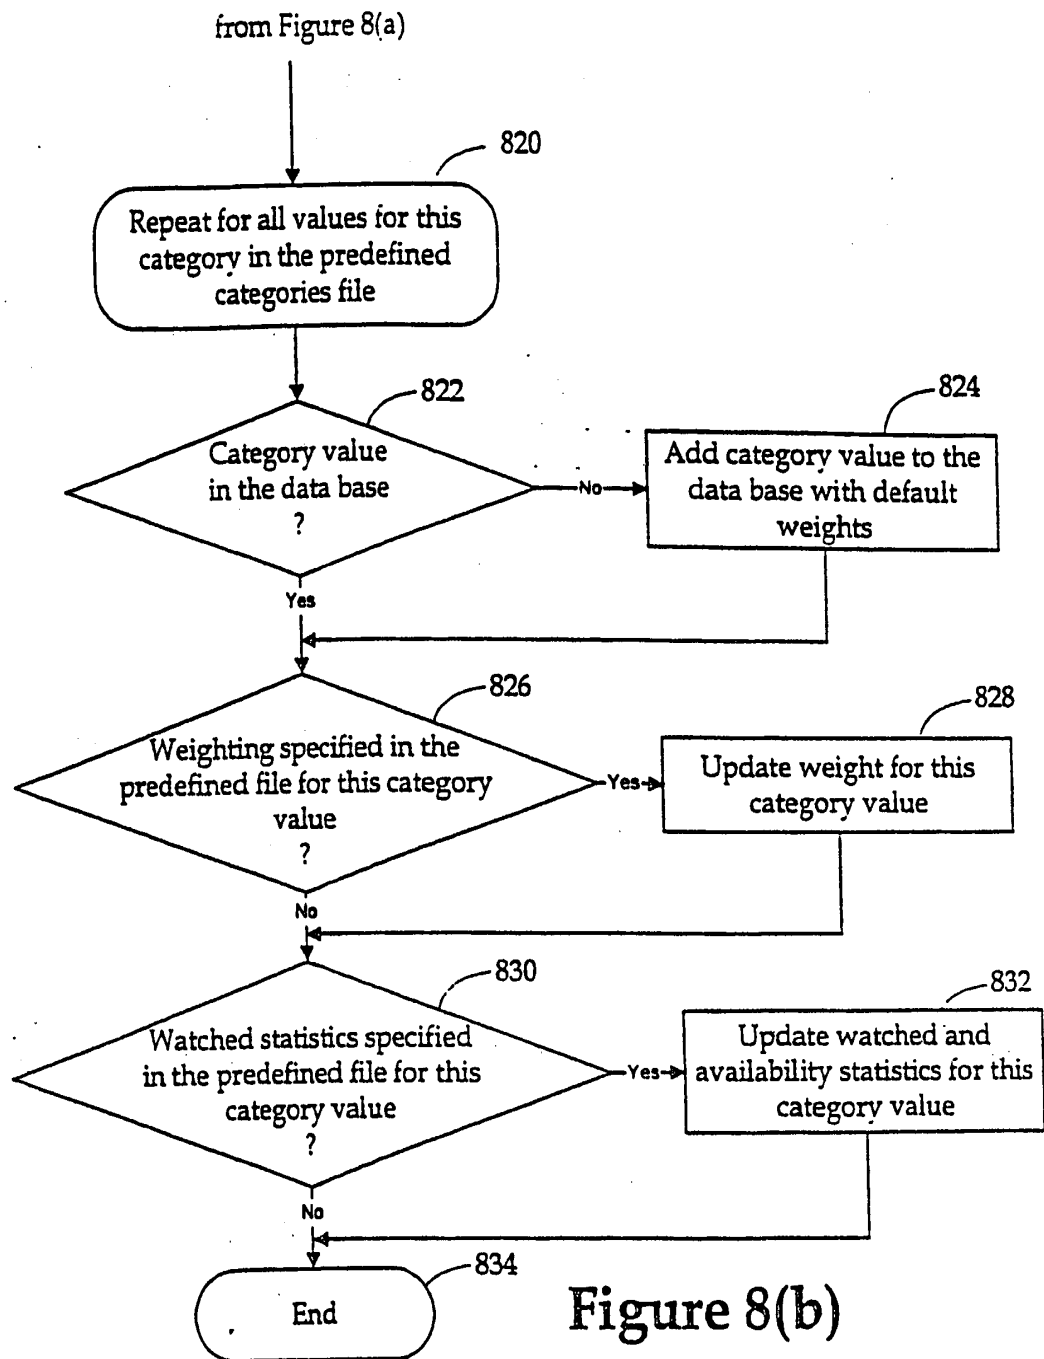 from Figure 8(a)
820
Repeat for all values for this
category in the predefined
categories file
822
Category value
in the data base
?
No
824
Add category value to the
data base with default
weights
Yes
826
Weighting specified in the
predefined file for this category
value
?
Yes
828
Update weight for this
category value
No
830
Watched statistics specified
in the predefined file for this
category value
?
Yes
832
Update watched and
availability statistics for this
category value
No
834
End
Figure 8(b)